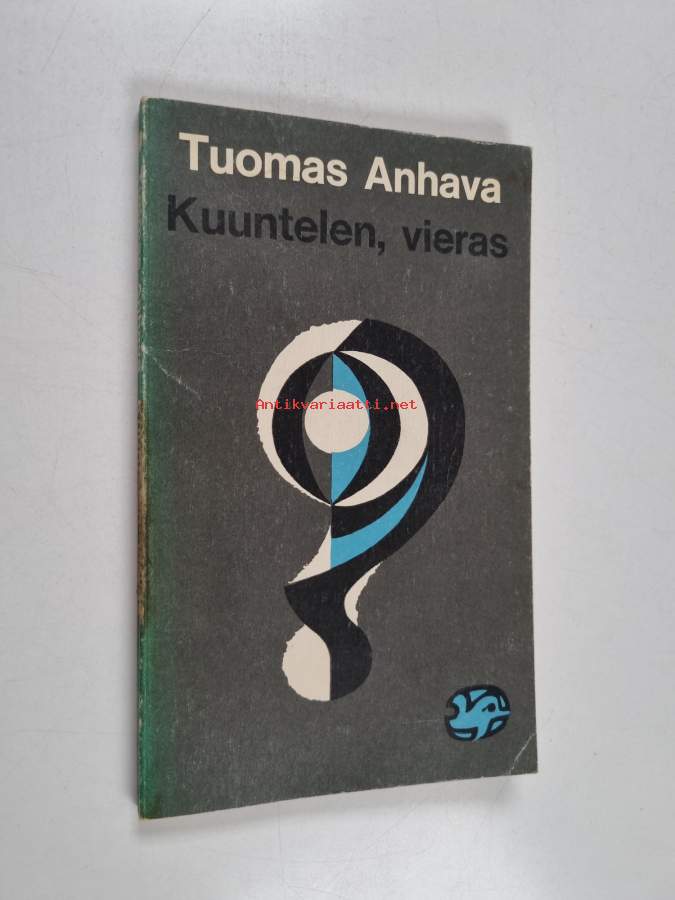 Tuomas Anhava
Kuuntelen, vieras
Antikvariaatti.net